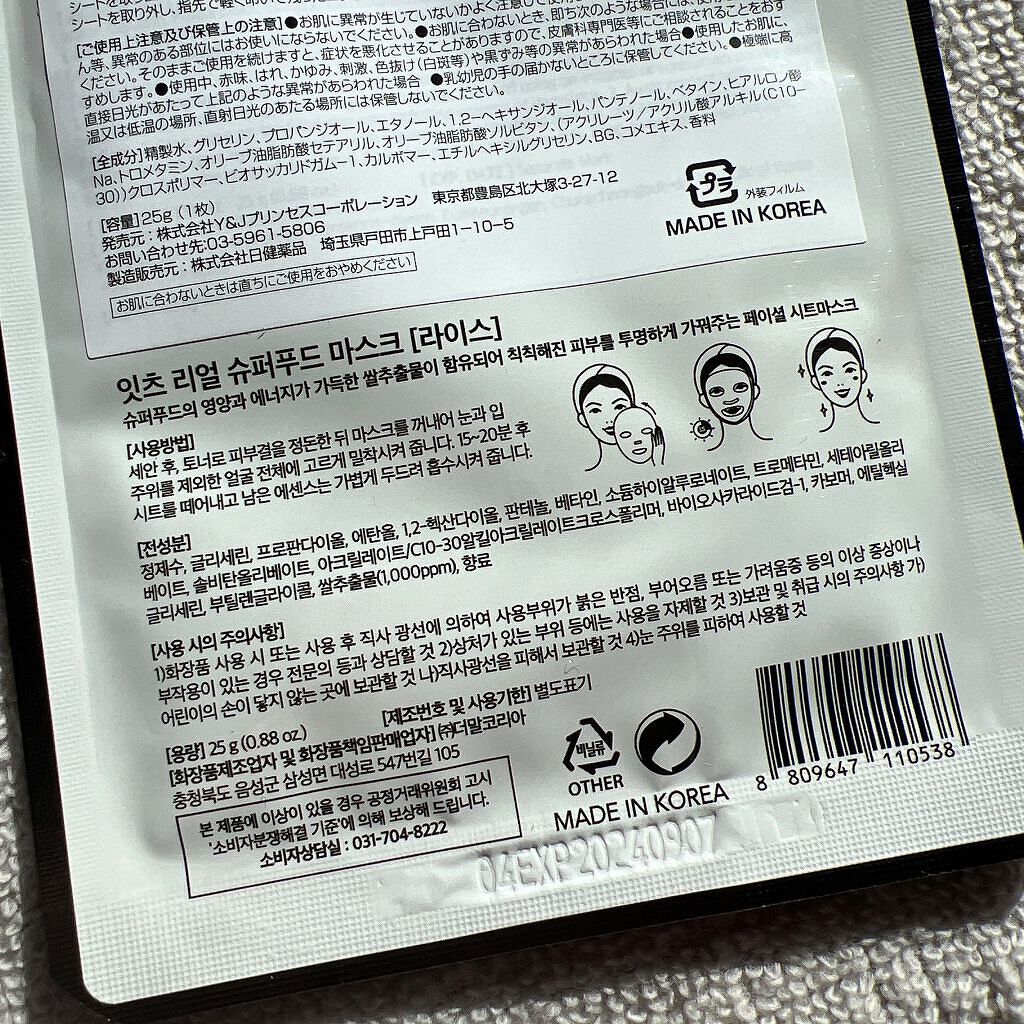 シートを取り外し、指先で軽く叩いて
[ご使用上注意及び保管上の注意]●お肌に異常が生じていないかよく注意して使用
ん等、異常のある部位にはお使いにならないでください。●お肌に合わないとき、即ち次のような場合には、使用
ください。そのままご使用を続けますと、症状を悪化させることがありますので、皮膚科専門医等にご相談されることをおす
すめします。●使用中、赤味、はれ、かゆみ、刺激、色抜け(白斑等)や黒ずみ等の異常があらわれた場合●使用したお肌に、
直接日光があたって上記のような異常があらわれた場合 ●乳幼児の手の届かないところに保管してください。●極端に高
温又は低温の場所、直射日光のあたる場所には保管しないでください。
[全成分]精製水、グリセリン、プロパンジオール、エタノール、1,2-ヘキサンジオール、パンテノール、ベタイン、ヒアルロン酸
Na、トロメタミン、オリーブ油脂肪酸セテアリル、オリーブ油脂肪酸ソルビタン、(アクリレーツ/アクリル酸アルキル(C10-
30))クロスポリマー、ビオサッカリドガム-1、カルボマー、エチルヘキシルグリセリン、BG、コメエキス、香料
[容量]25g (1枚)
発売元：株式会社Y&Jプリンセスコーポレーション 東京都豊島区北大塚3-27-12
お問い合わせ先:03-5961-5806
製造販売元：株式会社日健薬品 埼玉県戸田市上戸田1-10-5
お肌に合わないときは直ちにご使用をおやめください
プラ
外装フィルム
MADE IN KOREA
잇츠 리얼 슈퍼푸드 마스크 [라이스]
슈퍼푸드의 영양과 에너지가 가득한 쌀추출물이 함유되어 칙칙해진 피부를 투명하게 가꿔주는 페이셜 시트마스크
[사용방법]
세안 후, 토너로 피부결을 정돈한 뒤 마스크를 꺼내어 눈과 입
주위를 제외한 얼굴 전체에 고르게 밀착시켜 줍니다. 15~20분 후
시트를 떼어내고 남은 에센스는 가볍게 두드려 흡수시켜 줍니다.
[전성분]
정제수, 글리세린, 프로판다이올, 에탄올, 1,2-헥산다이올, 판테놀, 베타인, 소듐하이알루로네이트, 트로메타민, 세테아릴올리
베이트, 솔비탄올리베이트, 아크릴레이트/C10-30알킬아크릴레이트크로스폴리머, 바이오사카라이드검-1, 카보머, 에틸헥실
글리세린, 부틸렌글라이콜, 쌀추출물(1,000ppm), 향료
[사용 시의 주의사항]
1)화장품 사용 시 또는 사용 후 직사 광선에 의하여 사용부위가 붉은 반점, 부어오름 또는 가려움증 등의 이상 증상이나
부작용이 있는 경우 전문의 등과 상담할 것 2)상처가 있는 부위 등에는 사용을 자제할 것 3)보관 및 취급 시의 주의사항 가)
어린이의 손이 닿지 않는 곳에 보관할 것 나)직사광선을 피해서 보관할 것 4)눈 주위를 피하여 사용할 것
[용량] 25 g (0.88 oz.) [제조번호 및 사용기한] 별도표기
[화장품제조업자 및 화장품책임판매업자] ㈜더말코리아
충청북도 음성군 삼성면 대성로 547번길 105
본 제품에 이상이 있을 경우 공정거래위원회 고시
'소비자분쟁해결 기준'에 의해 보상해 드립니다.
소비자상담실 : 031-704-8222
비닐류
OTHER
MADE IN KOREA
8 809647 110538
04EXP20240907